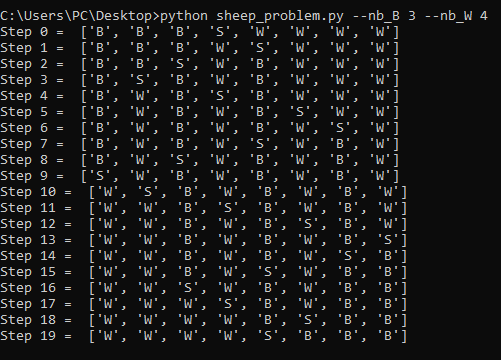 C:\Users\PC\Desktop>python sheep_problem.py --nb_B 3 --nb_W 4
Step 0 =  ['B', 'B', 'B', 'S', 'W', 'W', 'W', 'W']
Step 1 =  ['B', 'B', 'B', 'W', 'S', 'W', 'W', 'W']
Step 2 =  ['B', 'B', 'S', 'W', 'B', 'W', 'W', 'W']
Step 3 =  ['B', 'S', 'B', 'W', 'B', 'W', 'W', 'W']
Step 4 =  ['B', 'W', 'B', 'S', 'B', 'W', 'W', 'W']
Step 5 =  ['B', 'W', 'B', 'W', 'B', 'S', 'W', 'W']
Step 6 =  ['B', 'W', 'B', 'W', 'B', 'W', 'S', 'W']
Step 7 =  ['B', 'W', 'B', 'W', 'S', 'W', 'B', 'W']
Step 8 =  ['B', 'W', 'S', 'W', 'B', 'W', 'B', 'W']
Step 9 =  ['S', 'W', 'B', 'W', 'B', 'W', 'B', 'W']
Step 10 =  ['W', 'S', 'B', 'W', 'B', 'W', 'B', 'W']
Step 11 =  ['W', 'W', 'B', 'S', 'B', 'W', 'B', 'W']
Step 12 =  ['W', 'W', 'B', 'W', 'B', 'S', 'B', 'W']
Step 13 =  ['W', 'W', 'B', 'W', 'B', 'W', 'B', 'S']
Step 14 =  ['W', 'W', 'B', 'W', 'B', 'W', 'S', 'B']
Step 15 =  ['W', 'W', 'B', 'W', 'S', 'W', 'B', 'B']
Step 16 =  ['W', 'W', 'S', 'W', 'B', 'W', 'B', 'B']
Step 17 =  ['W', 'W', 'W', 'S', 'B', 'W', 'B', 'B']
Step 18 =  ['W', 'W', 'W', 'W', 'B', 'S', 'B', 'B']
Step 19 =  ['W', 'W', 'W', 'W', 'S', 'B', 'B', 'B']